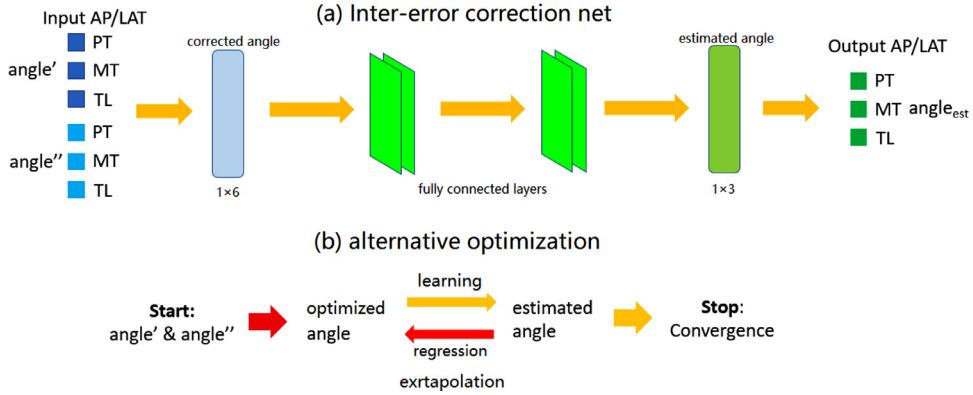 (a) Inter-error correction net
Input AP/LAT
PT
angle' MT
TL
PT
angle'' MT
TL
corrected angle
1×6
fully connected layers
estimated angle
1×3
Output AP/LAT
PT
MT angleest
TL
(b) alternative optimization
Start:
angle' & angle''
optimized
angle
learning
regression
exrtapolation
estimated
angle
Stop:
Convergence